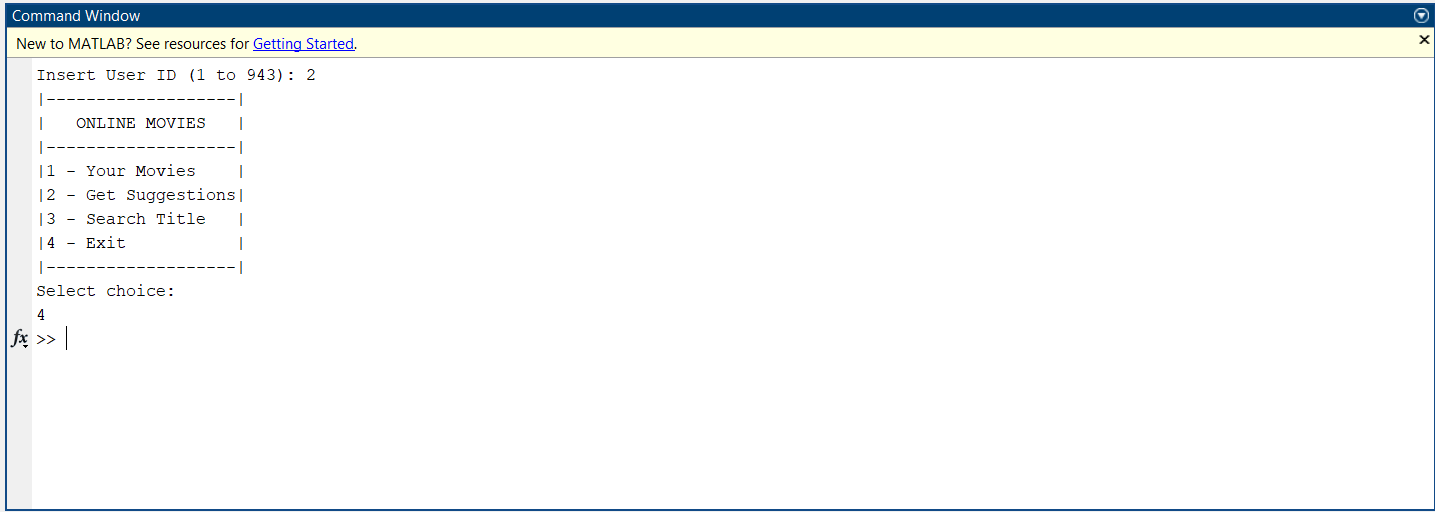 Command Window
New to MATLAB? See resources for Getting Started.
Insert User ID (1 to 943): 2
|-------------------|
|   ONLINE MOVIES   |
|-------------------|
|1 - Your Movies    |
|2 - Get Suggestions|
|3 - Search Title   |
|4 - Exit           |
|-------------------|
Select choice:
4
fx >>